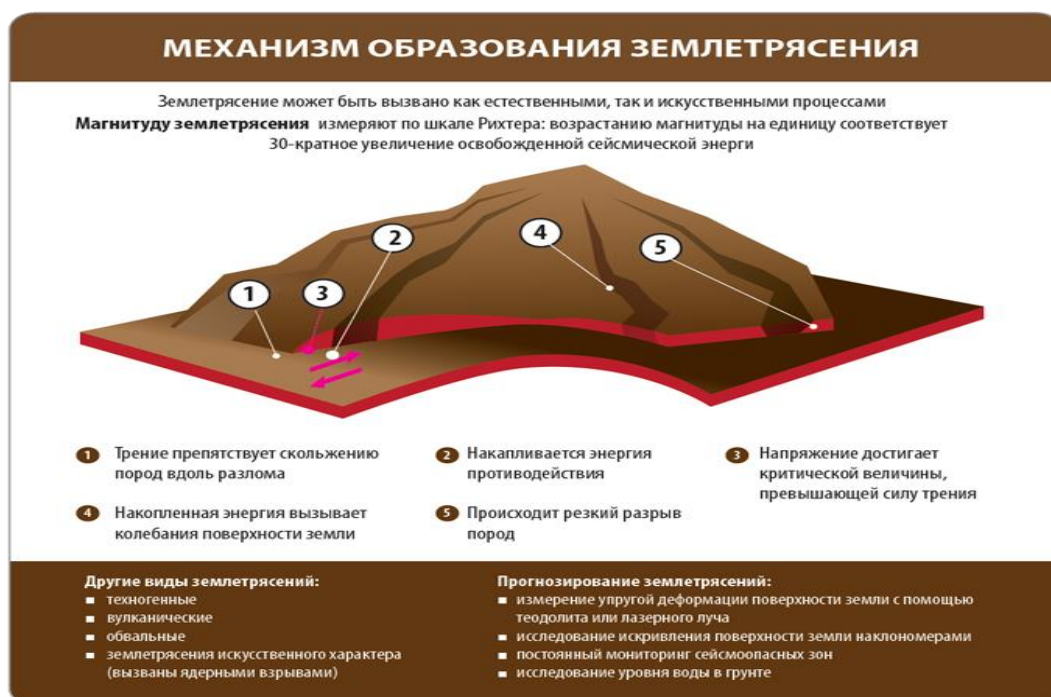 МЕХАНИЗМ ОБРАЗОВАНИЯ ЗЕМЛЕТРЯСЕНИЯ
Землетрясение может быть вызвано как естественными, так и искусственными процессами
Магнитуду землетрясения измеряют по шкале Рихтера: возрастанию магнитуды на единицу соответствует
30-кратное увеличение освобожденной сейсмической энерги
1
2
3
4
5
1 Трение препятствует скольжению
пород вдоль разлома
2 Накапливается энергия
противодействия
3 Напряжение достигает
критической величины,
превышающей силу трения
4 Накопленная энергия вызывает
колебания поверхности земли
5 Происходит резкий разрыв
пород
Другие виды землетрясений:
техногенные
вулканические
обвальные
землетрясения искусственного характера
(вызваны ядерными взрывами)
Прогнозирование землетрясений:
измерение упругой деформации поверхности земли с помощью
теодолита или лазерного луча
исследование искривления поверхности земли наклономерами
постоянный мониторинг сейсмоопасных зон
исследование уровня воды в грунте